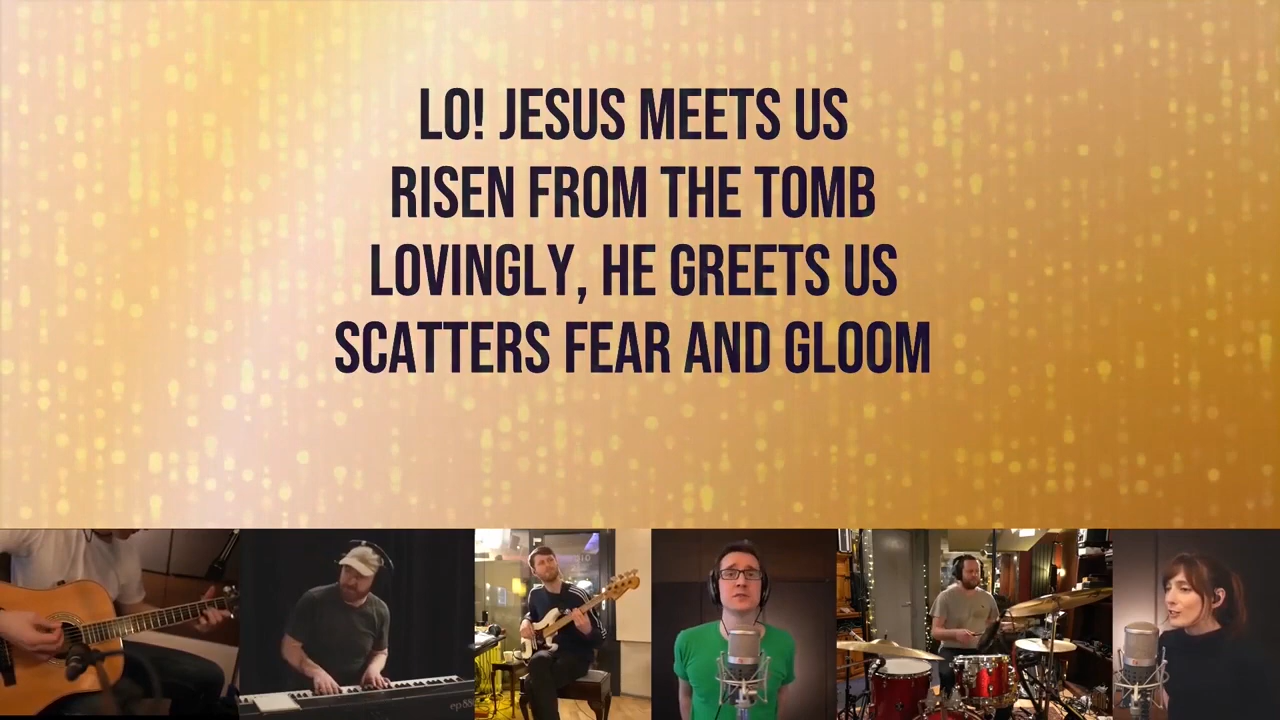 LO! JESUS MEETS US
RISEN FROM THE TOMB
LOVINGLY, HE GREETS US
SCATTERS FEAR AND GLOOM